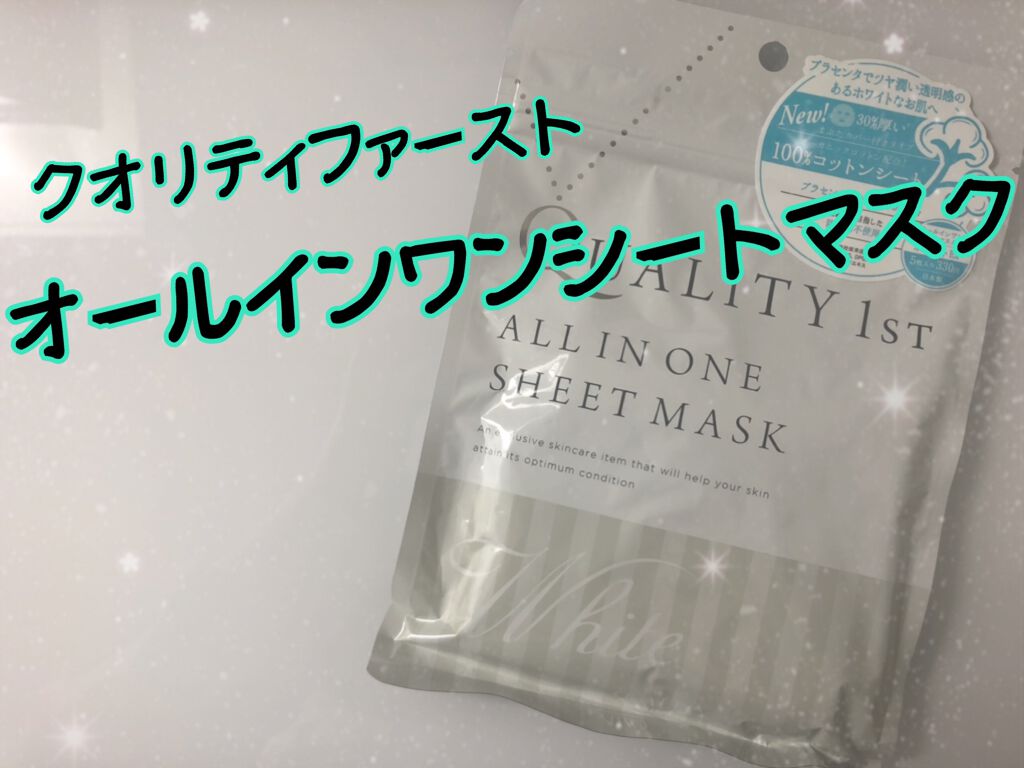 クオリティファースト
オールインワンシートマスク
プラセンタでツヤ潤い透明感の
あるホワイトなお肌へ
New!
30%厚い
100%コットンシート
QUALITY 1ST
ALL IN ONE
SHEET MASK
An exclusive skincare item that will help your skin
attain its optimum condition
White